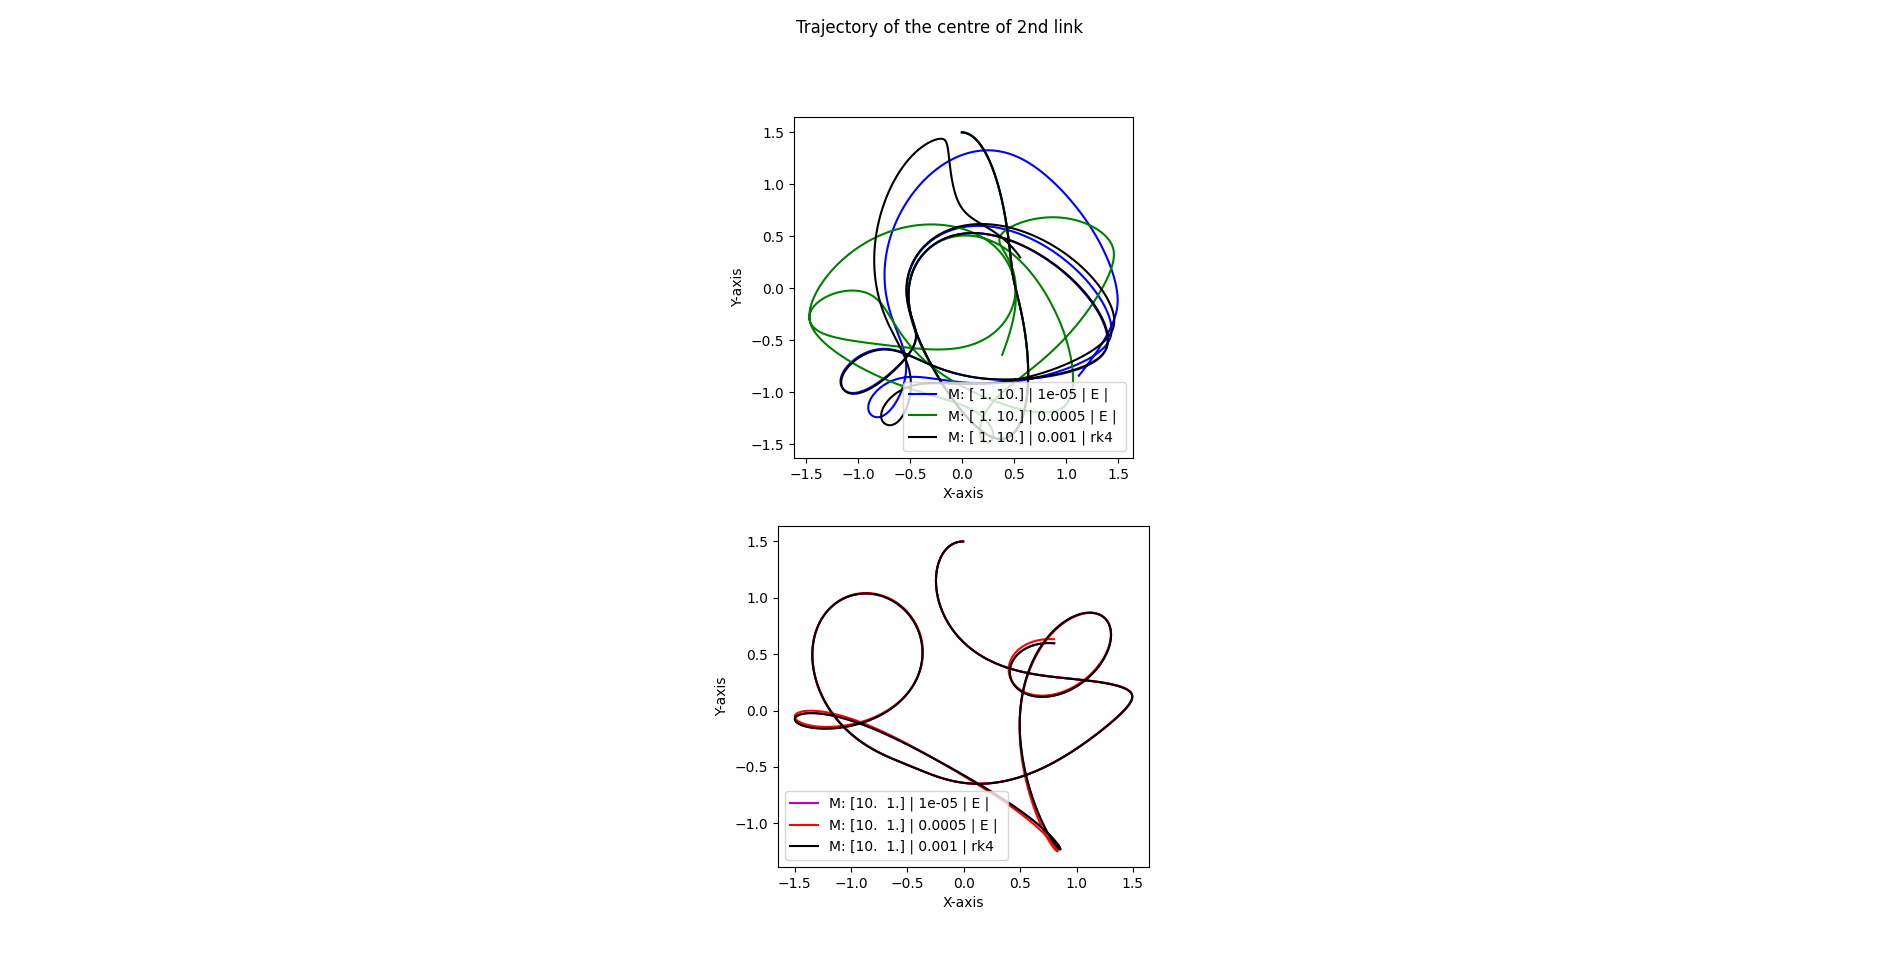 Trajectory of the centre of 2nd link
1.5
1.0
0.5
0.0
−0.5
−1.0
−1.5
Y-axis
M: [ 1. 10.] | 1e-05 | E |
M: [ 1. 10.] | 0.0005 | E |
M: [ 1. 10.] | 0.001 | rk4
−1.5 −1.0 −0.5 0.0 0.5 1.0 1.5
X-axis
1.5
1.0
0.5
0.0
−0.5
−1.0
Y-axis
M: [10.  1.] | 1e-05 | E |
M: [10.  1.] | 0.0005 | E |
M: [10.  1.] | 0.001 | rk4
−1.5 −1.0 −0.5 0.0 0.5 1.0 1.5
X-axis